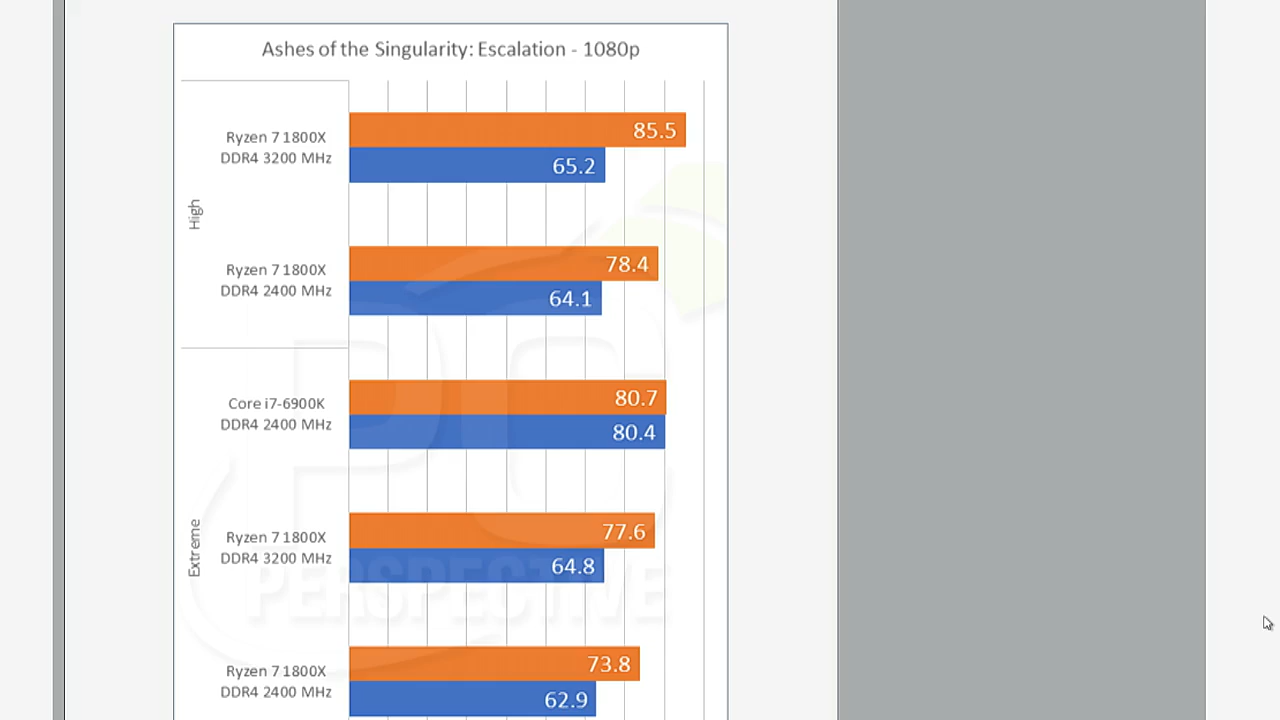 Ashes of the Singularity: Escalation - 1080p
High
Ryzen 7 1800X
DDR4 3200 MHz
85.5
65.2
Ryzen 7 1800X
DDR4 2400 MHz
78.4
64.1
Extreme
Core i7-6900K
DDR4 2400 MHz
80.7
80.4
Ryzen 7 1800X
DDR4 3200 MHz
77.6
64.8
Ryzen 7 1800X
DDR4 2400 MHz
73.8
62.9
PC
PERSPECTIVE